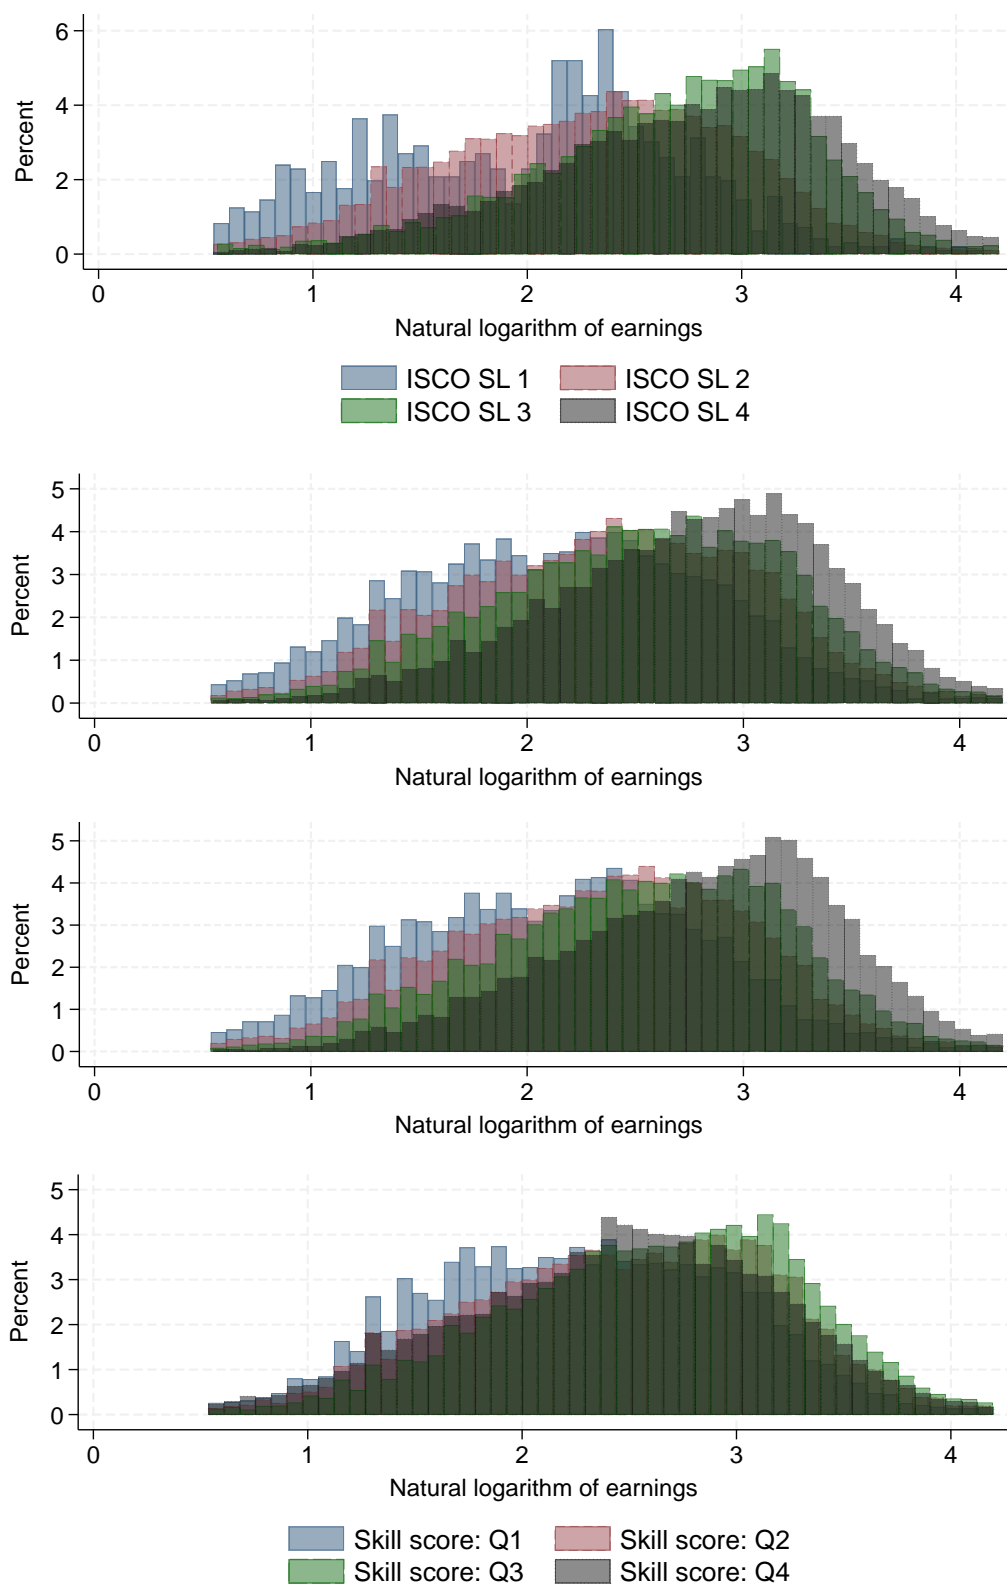 6
4
2
0
Percent
0 1 2 3 4
Natural logarithm of earnings
ISCO SL 1 ISCO SL 2
ISCO SL 3 ISCO SL 4
5
4
3
2
1
0
Percent
0 1 2 3 4
Natural logarithm of earnings
5
4
3
2
1
0
Percent
0 1 2 3 4
Natural logarithm of earnings
5
4
3
2
1
0
Percent
0 1 2 3 4
Natural logarithm of earnings
Skill score: Q1 Skill score: Q2
Skill score: Q3 Skill score: Q4